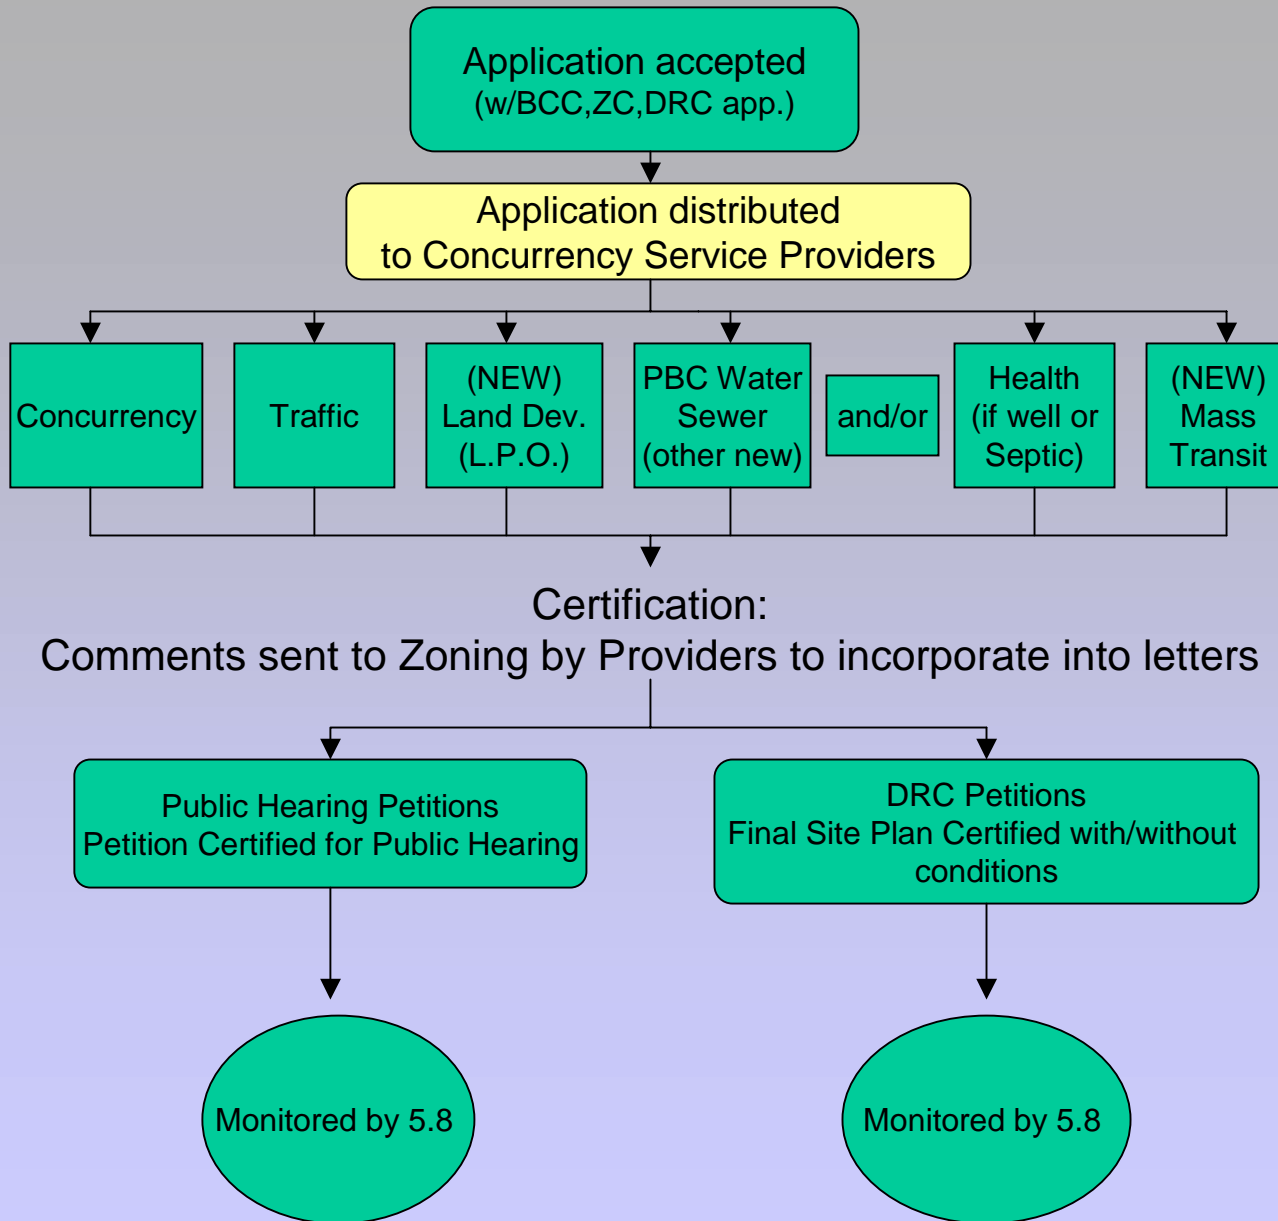 Application accepted
(w/BCC,ZC,DRC app.)
Application distributed
to Concurrency Service Providers
Concurrency
Traffic
(NEW)
Land Dev.
(L.P.O.)
PBC Water
Sewer
(other new)
and/or
Health
(if well or
Septic)
(NEW)
Mass
Transit
Certification:
Comments sent to Zoning by Providers to incorporate into letters
Public Hearing Petitions
Petition Certified for Public Hearing
DRC Petitions
Final Site Plan Certified with/without
conditions
Monitored by 5.8
Monitored by 5.8